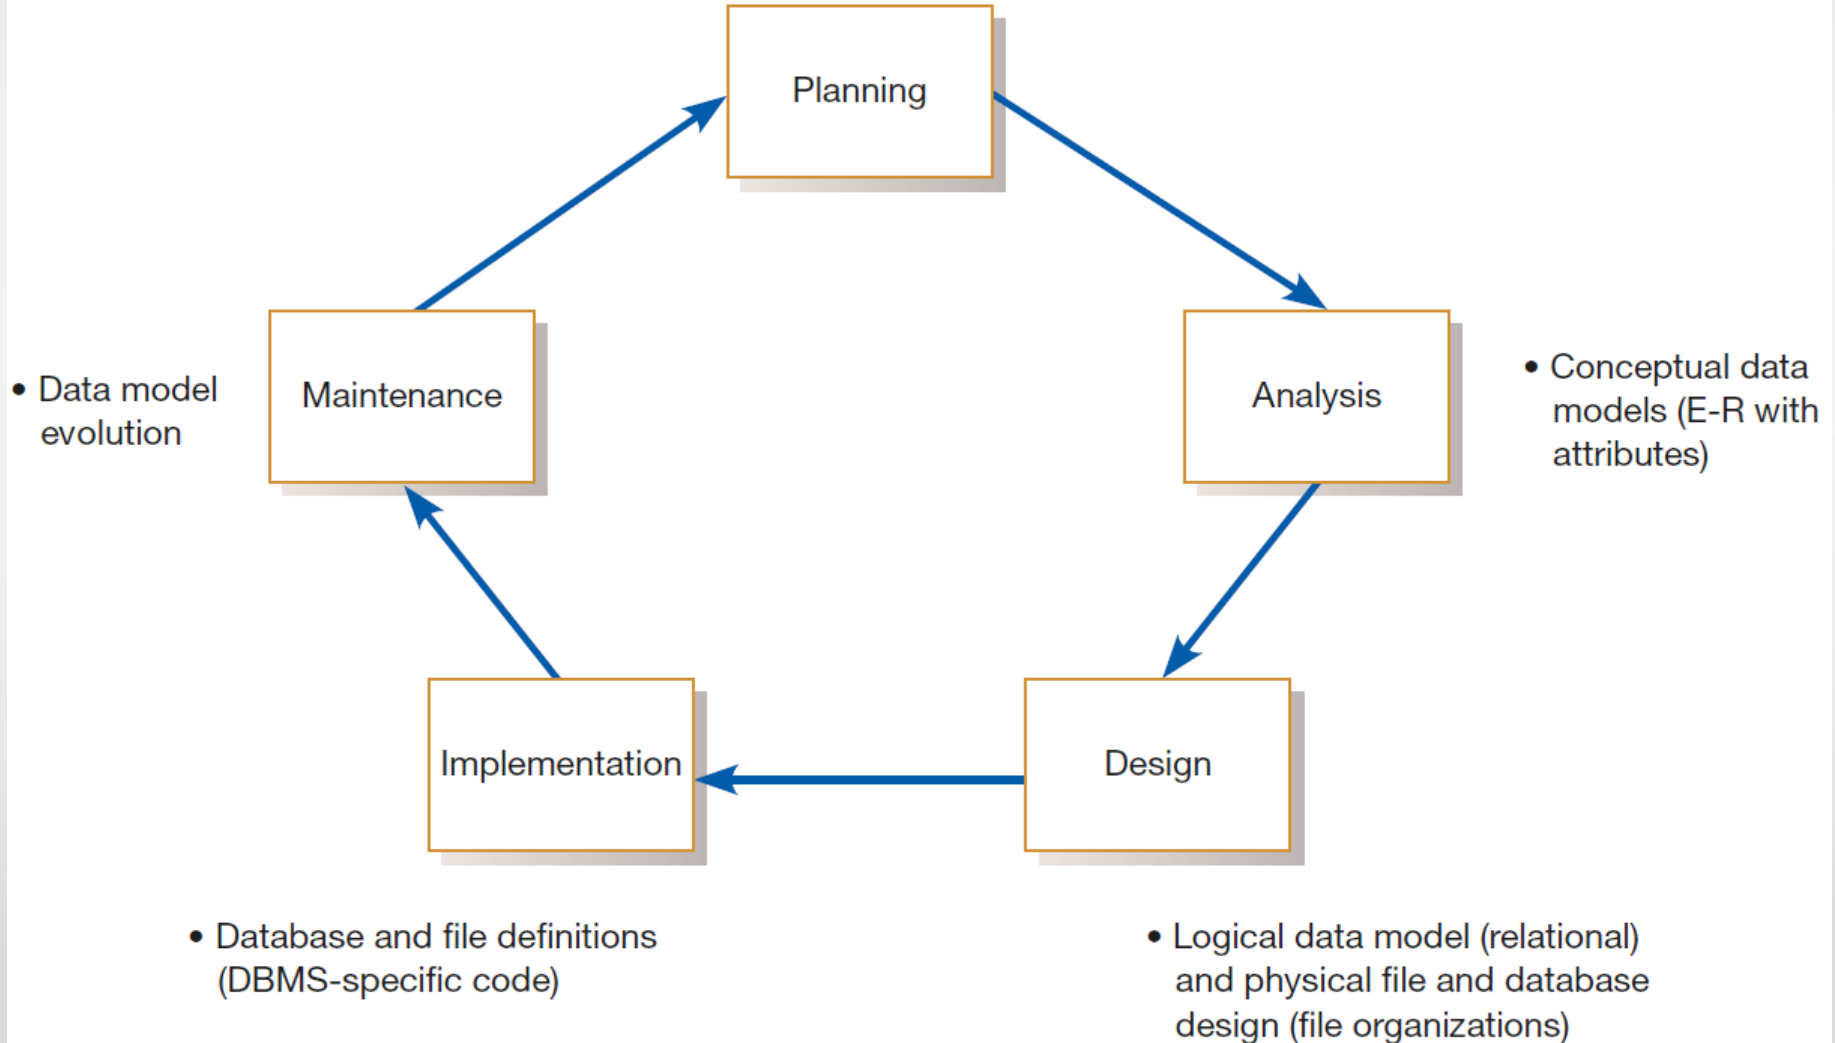 Planning
Maintenance
Analysis
• Data model
evolution
• Conceptual data
models (E-R with
attributes)
Implementation
Design
• Database and file definitions
(DBMS-specific code)
• Logical data model (relational)
and physical file and database
design (file organizations)